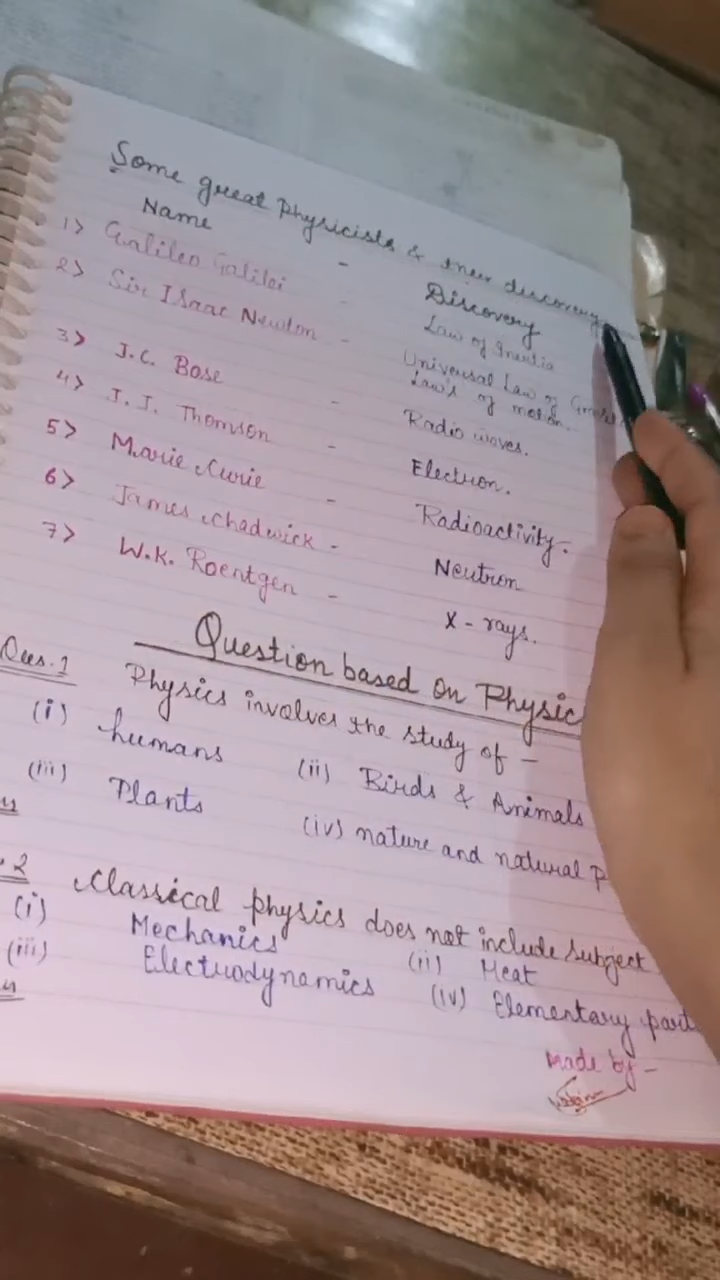 Some great Physicists & their discovery
Name - Discovery
1> Galileo Galilei - Law of Inertia
2> Sir Isaac Newton - Universal Law of
Law's of motion.
3> J.C. Bose - Radio waves.
4> J.J. Thomson - Electron.
5> Marie Curie - Radioactivity.
6> James Chadwick - Neutron
7> W.K. Roentgen - X-rays.
Question based on Physic
Ques.1 Physics involves the study of -
(i) humans (ii) Birds & Animals
(iii) Plants (iv) nature and natural P
.2 Classical physics does not include subject
(i) Mechanics (ii) Heat
(iii) Electrodynamics (iv) Elementary part
made by -